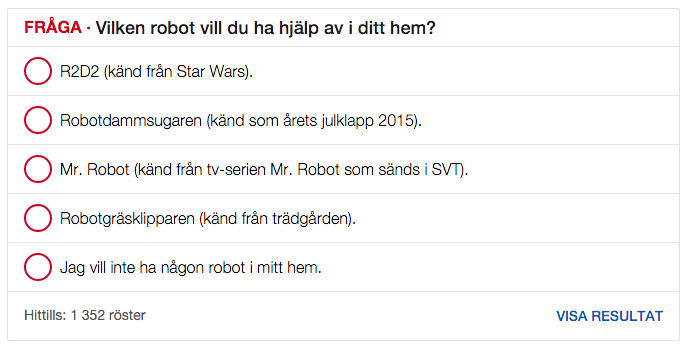 FRÅGA · Vilken robot vill du ha hjälp av i ditt hem?
R2D2 (känd från Star Wars).
Robotdammsugaren (känd som årets julklapp 2015).
Mr. Robot (känd från tv-serien Mr. Robot som sänds i SVT).
Robotgräsklipparen (känd från trädgården).
Jag vill inte ha någon robot i mitt hem.
Hittills: 1 352 röster
VISA RESULTAT